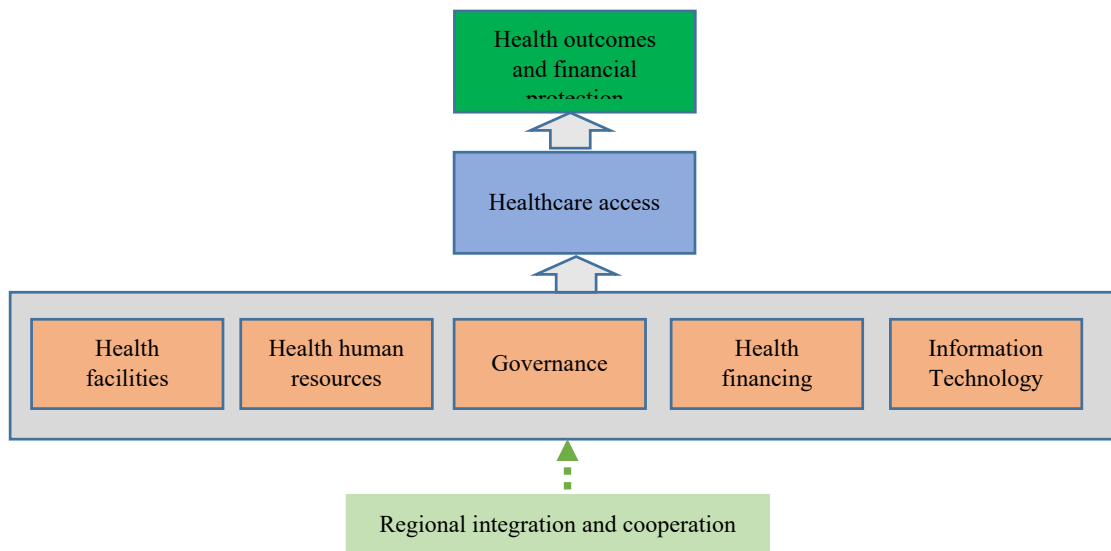 Health outcomes
and financial
protection
Healthcare access
Health
facilities
Health human
resources
Governance
Health
financing
Information
Technology
Regional integration and cooperation